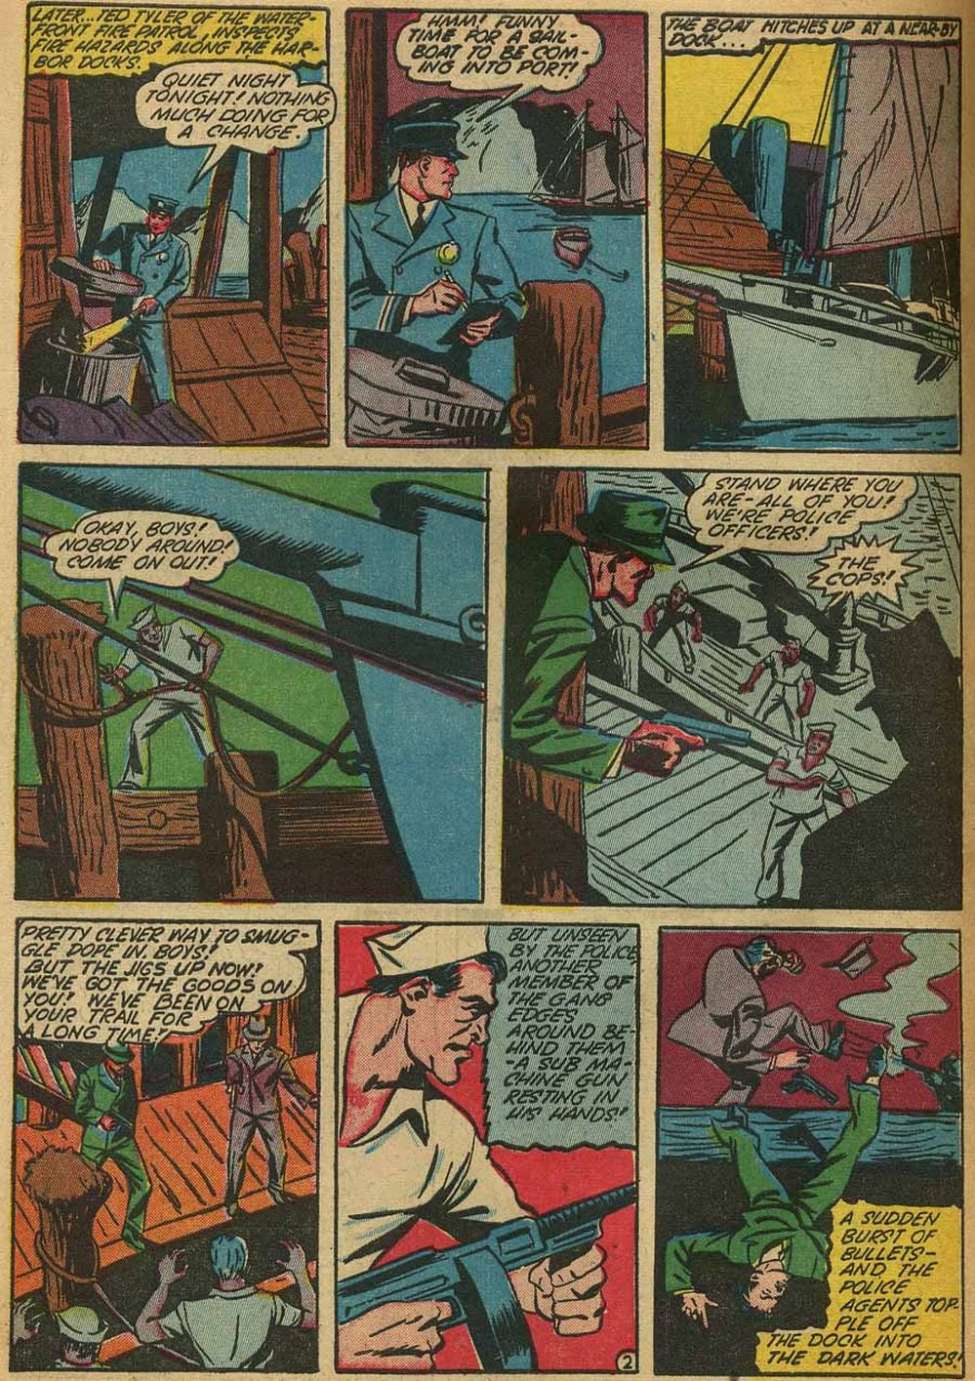 LATER...TED TYLER OF THE WATER-
FRONT FIRE PATROL, INSPECTS
FIRE HAZARDS ALONG THE HAR-
BOR DOCKS.
QUIET NIGHT
TONIGHT! NOTHING
MUCH DOING FOR
A CHANGE.
HMM! FUNNY
TIME FOR A SAIL-
BOAT TO BE COM-
ING INTO PORT!
THE BOAT HITCHES UP AT A NEAR-BY
DOCK...
OKAY, BOYS!
NOBODY AROUND!
COME ON OUT!
STAND WHERE YOU
ARE-ALL OF YOU!
WE'RE POLICE
OFFICERS!
THE
COPS!
PRETTY CLEVER WAY TO SMUG-
GLE DOPE IN, BOYS!
BUT THE JIGS UP NOW!
WE'VE GOT THE GOODS ON
YOU! WE'VE BEEN ON
YOUR TRAIL FOR
A LONG TIME!
BUT UNSEEN
BY THE POLICE,
ANOTHER
MEMBER OF
THE GANG
EDGES
AROUND BE-
HIND THEM
-A SUB MA-
CHINE GUN
RESTING IN
HIS HANDS!
2
A SUDDEN
BURST OF
BULLETS-
AND THE
POLICE
AGENTS TOP-
PLE OFF
THE DOCK INTO
THE DARK WATERS!